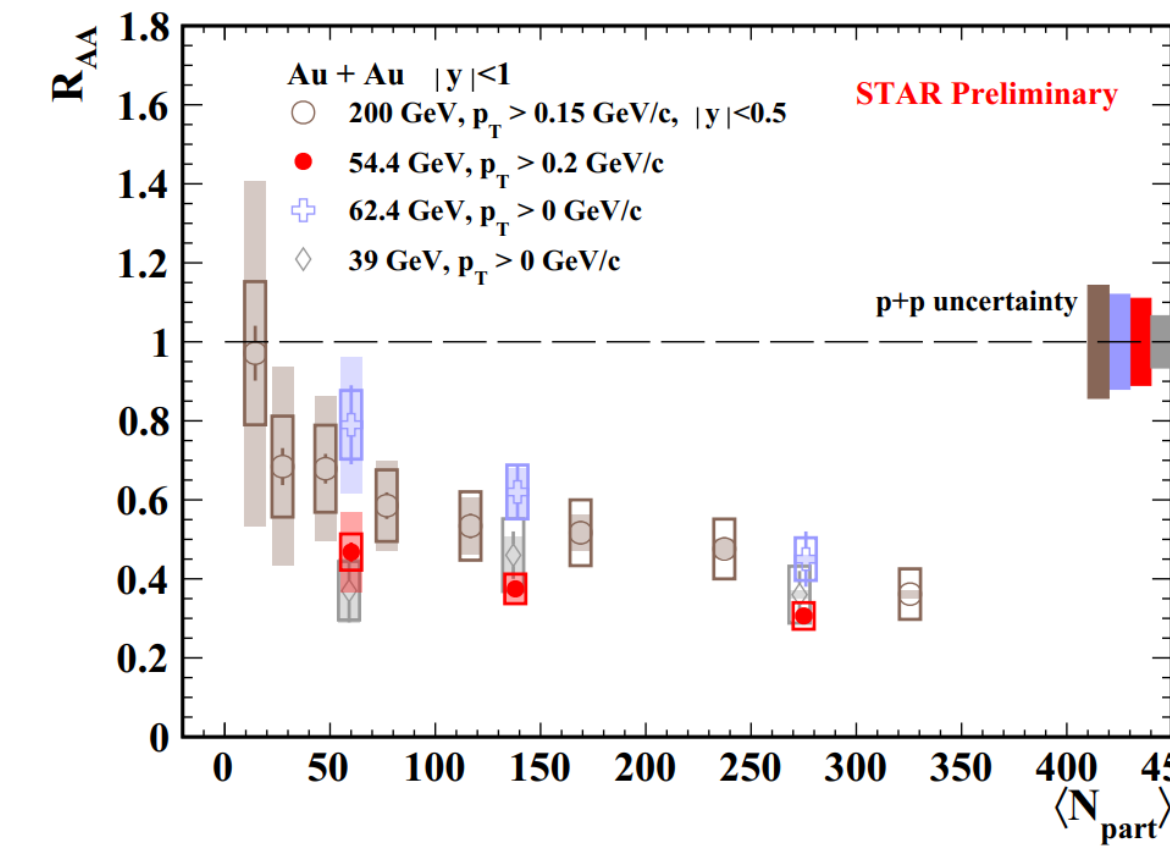 R_AA
1.8
1.6
1.4
1.2
1
0.8
0.6
0.4
0.2
0
Au + Au |y|<1
200 GeV, p_T > 0.15 GeV/c, |y|<0.5
54.4 GeV, p_T > 0.2 GeV/c
62.4 GeV, p_T > 0 GeV/c
39 GeV, p_T > 0 GeV/c
STAR Preliminary
p+p uncertainty
0 50 100 150 200 250 300 350 400
⟨N_part⟩